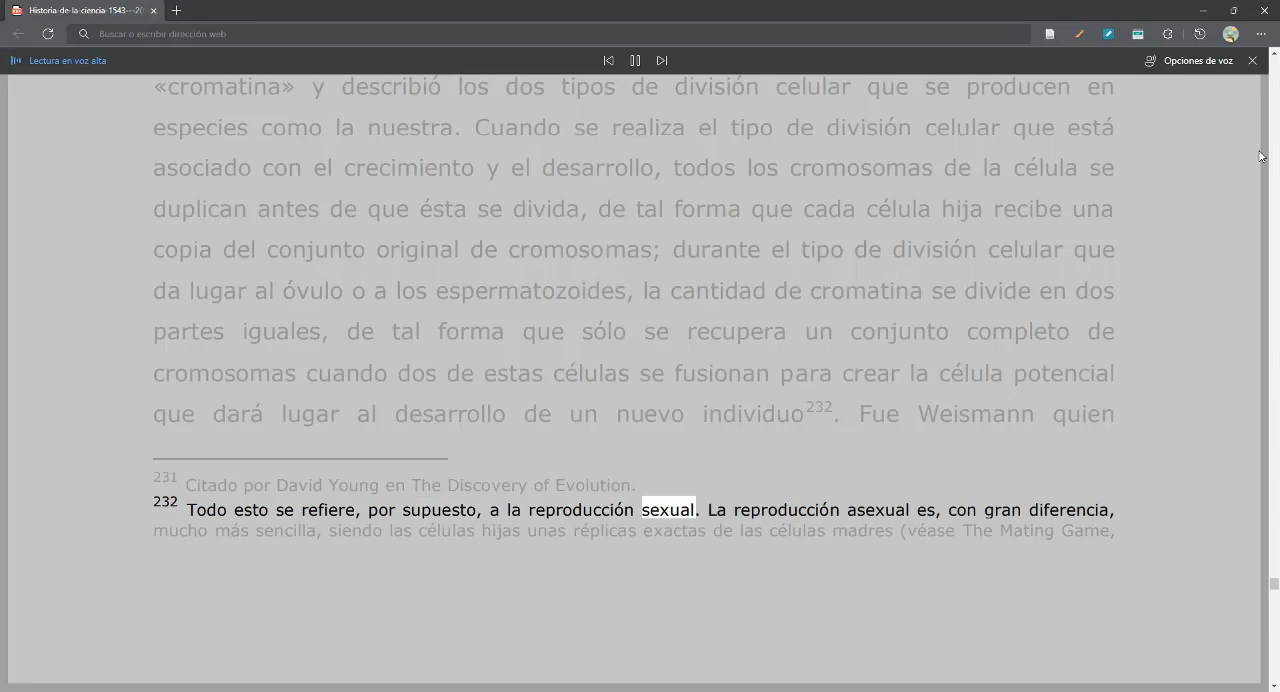 Historia-de-la-ciencia-1543---20
Buscar o escribir dirección web
Lectura en voz alta
Opciones de voz
«cromatina» y describió los dos tipos de división celular que se producen en
especies como la nuestra. Cuando se realiza el tipo de división celular que está
asociado con el crecimiento y el desarrollo, todos los cromosomas de la célula se
duplican antes de que ésta se divida, de tal forma que cada célula hija recibe una
copia del conjunto original de cromosomas; durante el tipo de división celular que
da lugar al óvulo o a los espermatozoides, la cantidad de cromatina se divide en dos
partes iguales, de tal forma que sólo se recupera un conjunto completo de
cromosomas cuando dos de estas células se fusionan para crear la célula potencial
que dará lugar al desarrollo de un nuevo individuo232. Fue Weismann quien
231 Citado por David Young en The Discovery of Evolution.
232 Todo esto se refiere, por supuesto, a la reproducción sexual. La reproducción asexual es, con gran diferencia,
mucho más sencilla, siendo las células hijas unas réplicas exactas de las células madres (véase The Mating Game,